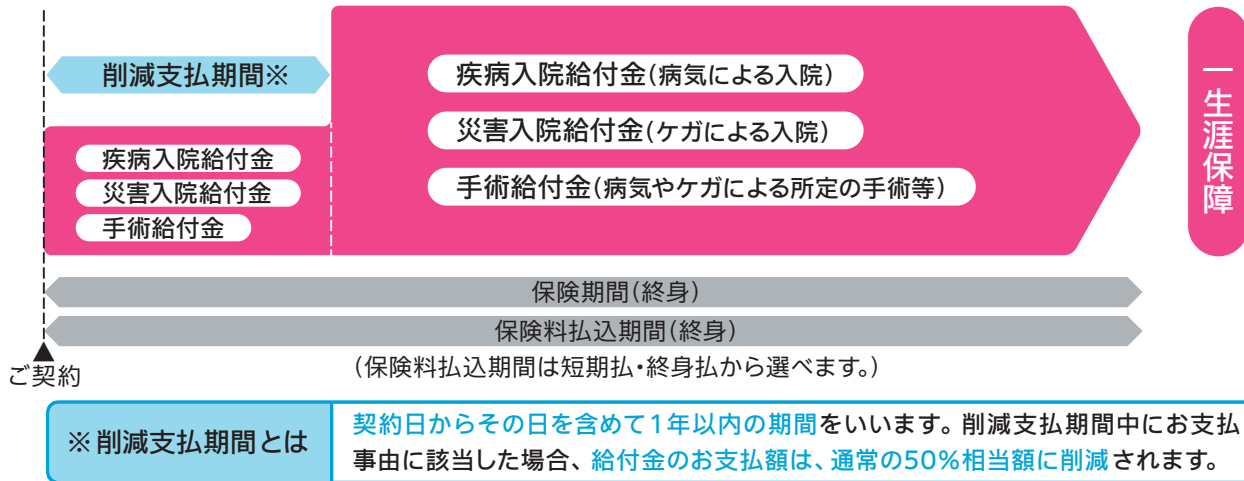 削減支払期間※
疾病入院給付金(病気による入院)
災害入院給付金(ケガによる入院)
手術給付金(病気やケガによる所定の手術等)
一生涯保障
疾病入院給付金
災害入院給付金
手術給付金
保険期間(終身)
保険料払込期間(終身)
(保険料払込期間は短期払・終身払から選べます。)
ご契約
※削減支払期間とは
契約日からその日を含めて1年以内の期間をいいます。削減支払期間中にお支払
事由に該当した場合、給付金のお支払額は、通常の50%相当額に削減されます。